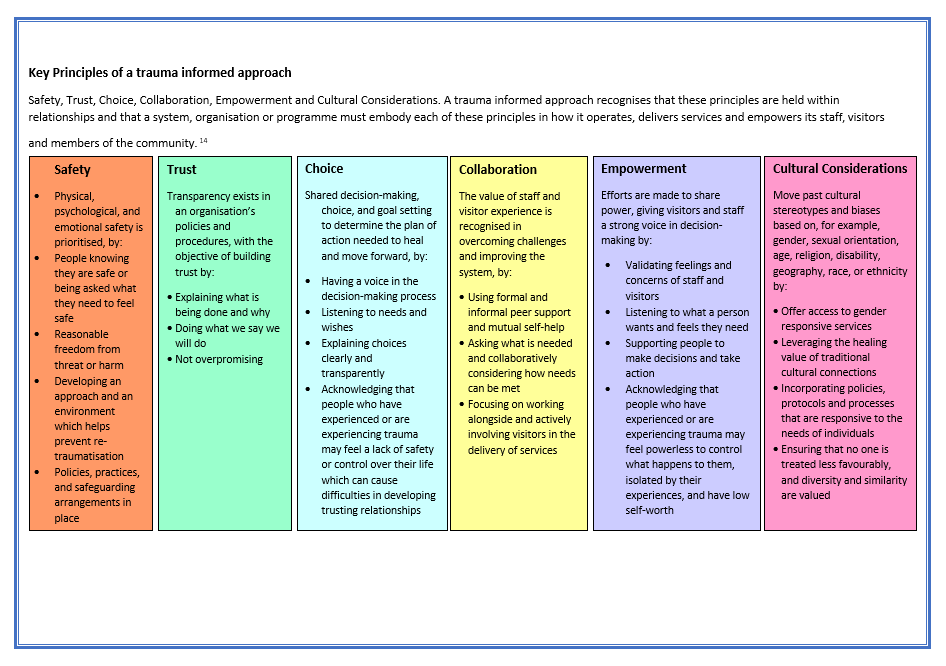 Key Principles of a trauma informed approach
Safety, Trust, Choice, Collaboration, Empowerment and Cultural Considerations. A trauma informed approach recognises that these principles are held within
relationships and that a system, organisation or programme must embody each of these principles in how it operates, delivers services and empowers its staff, visitors
and members of the community. 14
Safety
• Physical,
psychological, and
emotional safety is
prioritised, by:
• People knowing
they are safe or
being asked what
they need to feel
safe
• Reasonable
freedom from
threat or harm
• Developing an
approach and an
environment
which helps
prevent re-
traumatisation
• Policies, practices,
and safeguarding
arrangements in
place
Trust
Transparency exists in
an organisation's
policies and
procedures, with the
objective of building
trust by:
• Explaining what is
being done and why
• Doing what we say we
will do
• Not overpromising
Choice
Shared decision-making,
choice, and goal setting
to determine the plan of
action needed to heal
and move forward, by:
• Having a voice in the
decision-making process
• Listening to needs and
wishes
• Explaining choices
clearly and
transparently
• Acknowledging that
people who have
experienced or are
experiencing trauma
may feel a lack of safety
or control over their life
which can cause
difficulties in developing
trusting relationships
Collaboration
The value of staff and
visitor experience is
recognised in
overcoming challenges
and improving the
system, by:
• Using formal and
informal peer support
and mutual self-help
• Asking what is needed
and collaboratively
considering how needs
can be met
• Focusing on working
alongside and actively
involving visitors in the
delivery of services
Empowerment
Efforts are made to share
power, giving visitors and staff
a strong voice in decision-
making by:
• Validating feelings and
concerns of staff and
visitors
• Listening to what a person
wants and feels they need
• Supporting people to
make decisions and take
action
• Acknowledging that
people who have
experienced or are
experiencing trauma may
feel powerless to control
what happens to them,
isolated by their
experiences, and have low
self-worth
Cultural Considerations
Move past cultural
stereotypes and biases
based on, for example,
gender, sexual orientation,
age, religion, disability,
geography, race, or ethnicity
by:
• Offer access to gender
responsive services
• Leveraging the healing
value of traditional
cultural connections
• Incorporating policies,
protocols and processes
that are responsive to the
needs of individuals
• Ensuring that no one is
treated less favourably,
and diversity and similarity
are valued